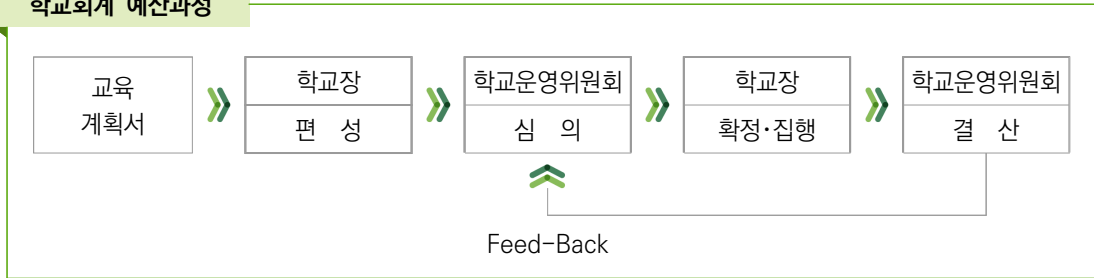 학교회계 예산과정
교육
계획서
학교장
편 성
학교운영위원회
심 의
학교장
확정·집행
학교운영위원회
결 산
Feed-Back